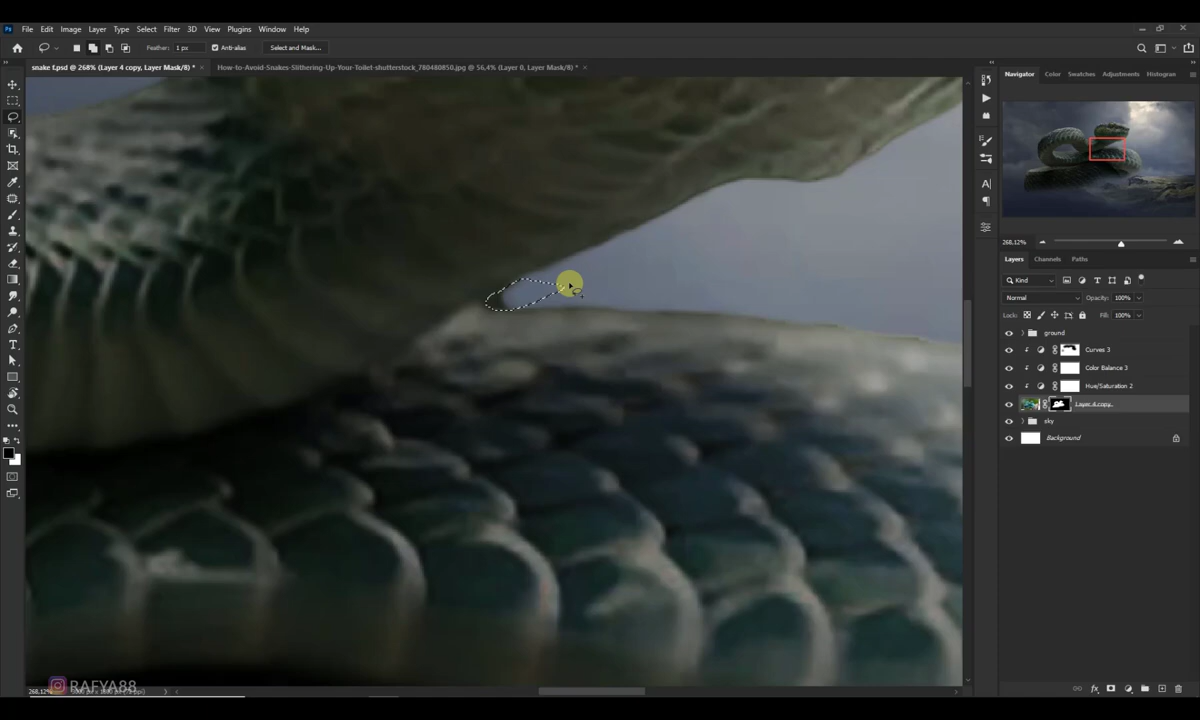 File Edit Image Layer Type Select Filter 3D View Plugins Window Help
Feather: 1 px Anti-alias Select and Mask...
snake f.psd @ 268% (Layer 4 copy, Layer Mask/8) * × How-to-Avoid-Snakes-Slithering-Up-Your-Toilet-shutterstock_780480850.jpg @ 56,4% (Layer 0, Layer Mask/8) * ×
Navigator Color Swatches Adjustments Histogran
268,12%
Layers Channels Paths
Kind
Normal Opacity: 100%
Lock: Fill: 100%
ground
Curves 3
Color Balance 3
Hue/Saturation 2
Layer 4 copy
sky
Background
RAFYA88
268,12%